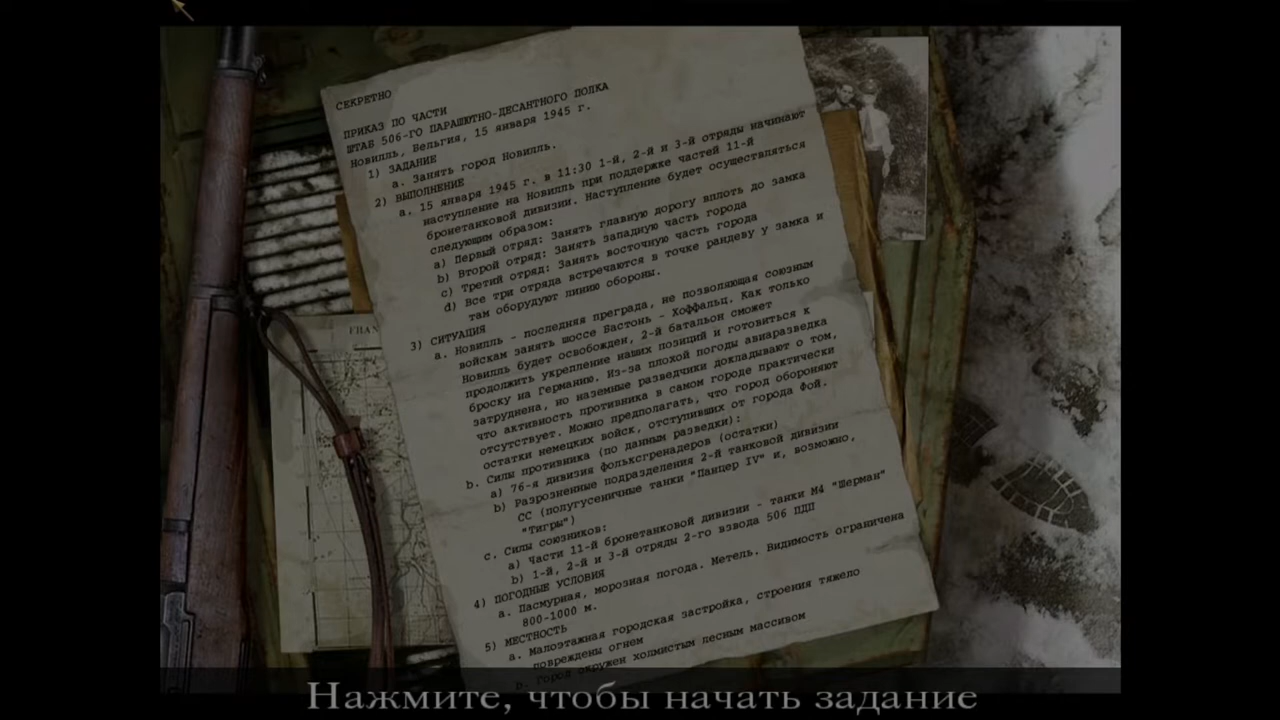 СЕКРЕТНО
ПРИКАЗ ПО ЧАСТИ
ШТАБ 506-ГО ПАРАШЮТНО-ДЕСАНТНОГО ПОЛКА
Новилль, Бельгия, 15 января 1945 г.
1) ЗАДАНИЕ
a. Занять город Новилль.
2) ВЫПОЛНЕНИЕ
a. 15 января 1945 г. в 11:30 1-й, 2-й и 3-й отряды начинают
наступление на Новилль при поддержке частей 11-й
бронетанковой дивизии. Наступление будет осуществляться
следующим образом:
a) Первый отряд: Занять главную дорогу вплоть до замка
b) Второй отряд: Занять западную часть города
c) Третий отряд: Занять восточную часть города
d) Все три отряда встречаются в точке рандеву у замка и
там оборудуют линию обороны.
3) СИТУАЦИЯ
a. Новилль - последняя преграда, не позволяющая союзным
войскам занять шоссе Бастонь - Хоффальц. Как только
Новилль будет освобожден, 2-й батальон сможет
продолжить укрепление наших позиций и готовиться к
броску на Германию. Из-за плохой погоды авиаразведка
затруднена, но наземные разведчики докладывают о том,
что активность противника в самом городе практически
отсутствует. Можно предполагать, что город обороняют
остатки немецких войск, отступивших от города Фой.
b. Силы противника (по данным разведки):
a) 76-я дивизия фольксгренадеров (остатки)
b) Разрозненные подразделения 2-й танковой дивизии
СС (полугусеничные танки "Панцер IV" и, возможно,
"Тигры")
c. Силы союзников:
a) Части 11-й бронетанковой дивизии - танки М4 "Шерман"
b) 1-й, 2-й и 3-й отряды 2-го взвода 506 ПДП
4) ПОГОДНЫЕ УСЛОВИЯ
a. Пасмурная, морозная погода. Метель. Видимость ограничена
800-1000 м.
5) МЕСТНОСТЬ
a. Малоэтажная городская застройка, строения тяжело
повреждены огнем
b. Город окружен холмистым лесным массивом
FRAN
Нажмите, чтобы начать задание